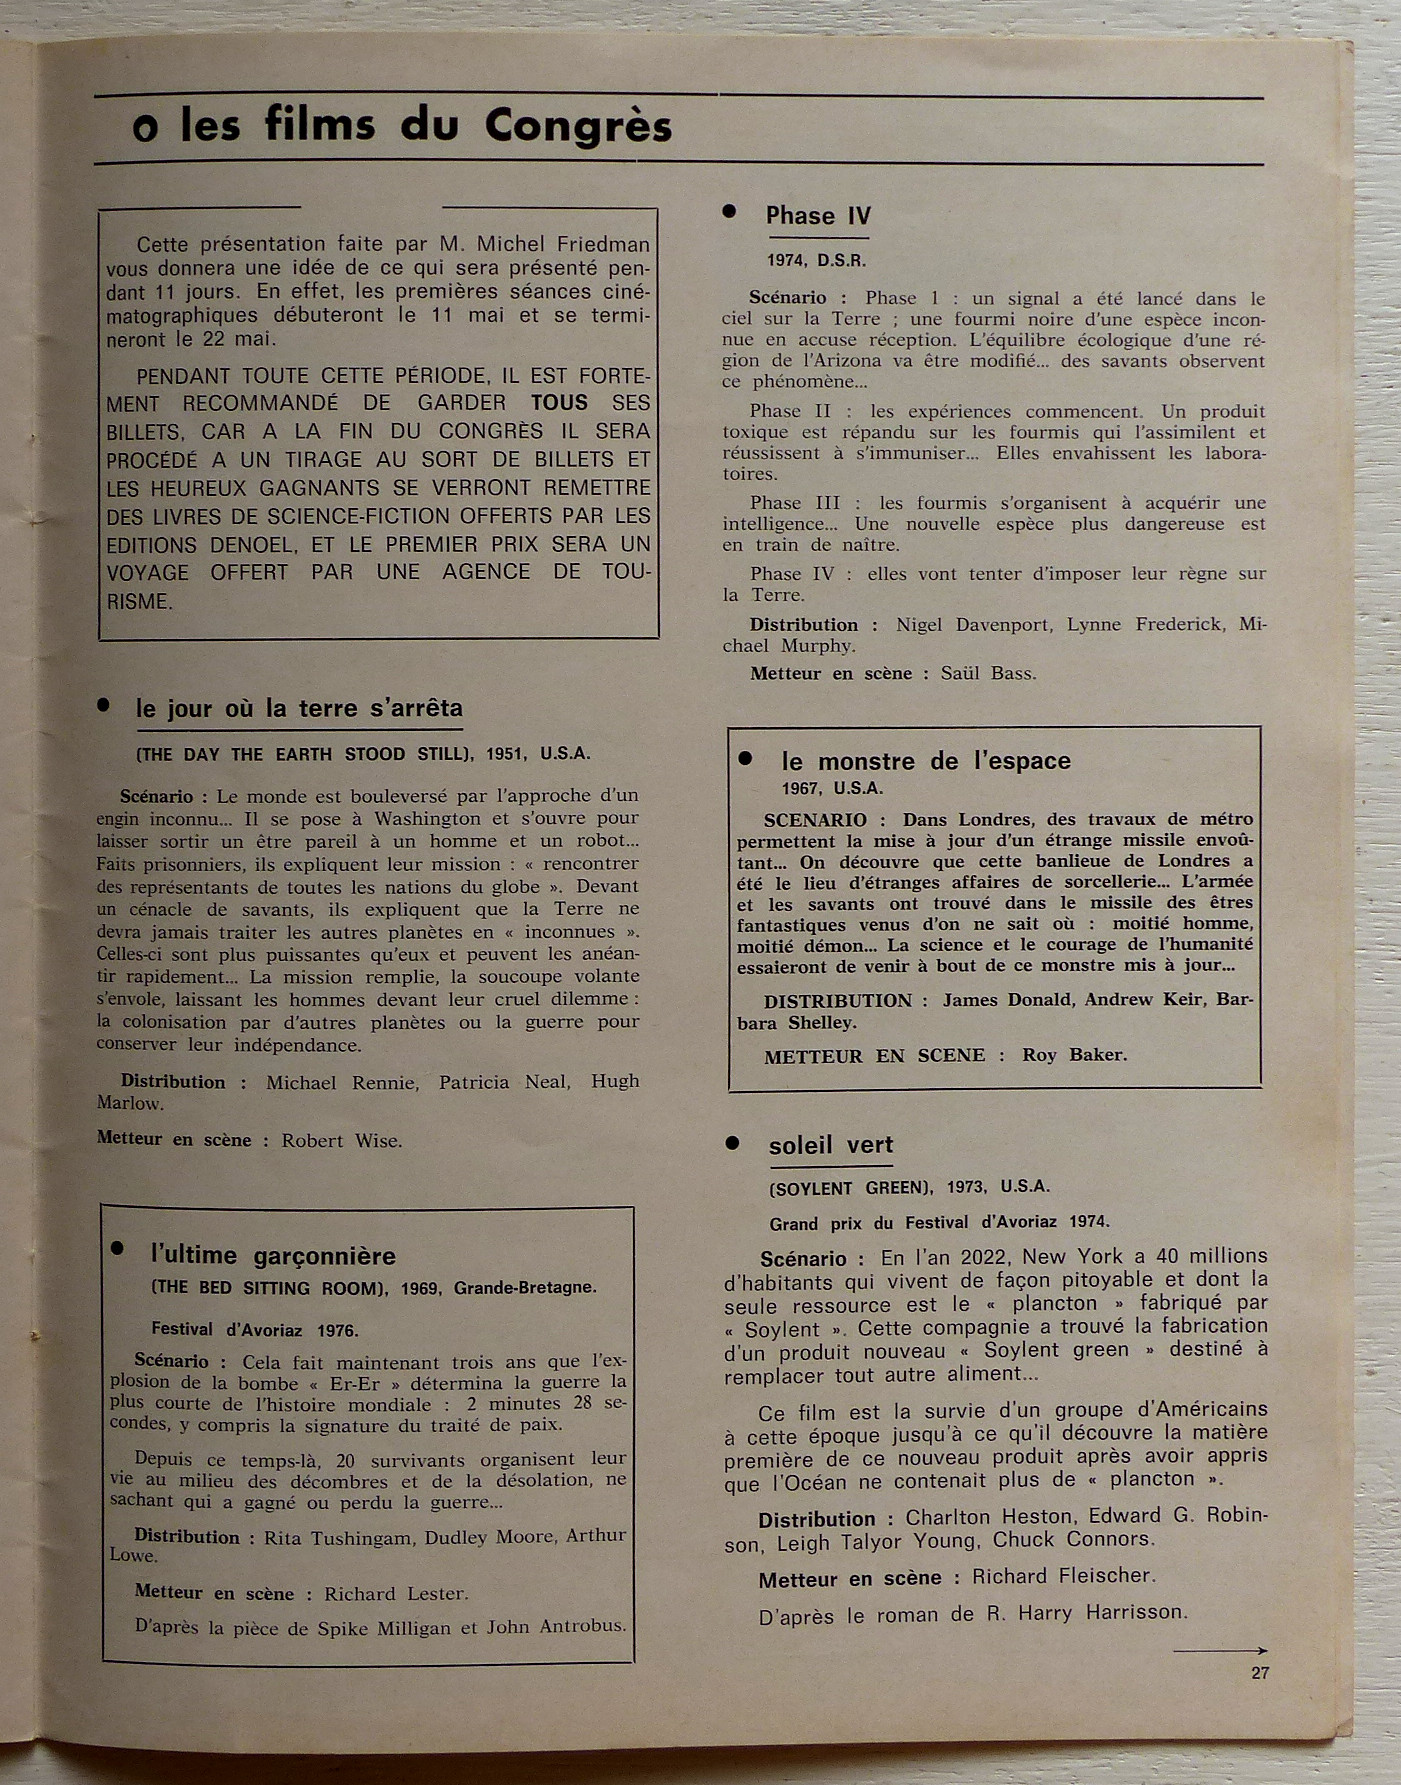 o les films du Congrès
Cette présentation faite par M. Michel Friedman
vous donnera une idée de ce qui sera présenté pen-
dant 11 jours. En effet, les premières séances ciné-
matographiques débuteront le 11 mai et se termi-
neront le 22 mai.
PENDANT TOUTE CETTE PÉRIODE, IL EST FORTE-
MENT RECOMMANDÉ DE GARDER TOUS SES
BILLETS, CAR A LA FIN DU CONGRÈS IL SERA
PROCÉDÉ A UN TIRAGE AU SORT DE BILLETS ET
LES HEUREUX GAGNANTS SE VERRONT REMETTRE
DES LIVRES DE SCIENCE-FICTION OFFERTS PAR LES
EDITIONS DENOEL, ET LE PREMIER PRIX SERA UN
VOYAGE OFFERT PAR UNE AGENCE DE TOU-
RISME.
● le jour où la terre s'arrêta
(THE DAY THE EARTH STOOD STILL), 1951, U.S.A.
Scénario : Le monde est bouleversé par l'approche d'un
engin inconnu... Il se pose à Washington et s'ouvre pour
laisser sortir un être pareil à un homme et un robot...
Faits prisonniers, ils expliquent leur mission : « rencontrer
des représentants de toutes les nations du globe ». Devant
un cénacle de savants, ils expliquent que la Terre ne
devra jamais traiter les autres planètes en « inconnues ».
Celles-ci sont plus puissantes qu'eux et peuvent les anéan-
tir rapidement... La mission remplie, la soucoupe volante
s'envole, laissant les hommes devant leur cruel dilemme :
la colonisation par d'autres planètes ou la guerre pour
conserver leur indépendance.
Distribution : Michael Rennie, Patricia Neal, Hugh
Marlow.
Metteur en scène : Robert Wise.
● l'ultime garçonnière
(THE BED SITTING ROOM), 1969, Grande-Bretagne.
Festival d'Avoriaz 1976.
Scénario : Cela fait maintenant trois ans que l'ex-
plosion de la bombe « Er-Er » détermina la guerre la
plus courte de l'histoire mondiale : 2 minutes 28 se-
condes, y compris la signature du traité de paix.
Depuis ce temps-là, 20 survivants organisent leur
vie au milieu des décombres et de la désolation, ne
sachant qui a gagné ou perdu la guerre...
Distribution : Rita Tushingam, Dudley Moore, Arthur
Lowe.
Metteur en scène : Richard Lester.
D'après la pièce de Spike Milligan et John Antrobus.
● Phase IV
1974, D.S.R.
Scénario : Phase 1 : un signal a été lancé dans le
ciel sur la Terre ; une fourmi noire d'une espèce incon-
nue en accuse réception. L'équilibre écologique d'une ré-
gion de l'Arizona va être modifié... des savants observent
ce phénomène...
Phase II : les expériences commencent. Un produit
toxique est répandu sur les fourmis qui l'assimilent et
réussissent à s'immuniser... Elles envahissent les labora-
toires.
Phase III : les fourmis s'organisent à acquérir une
intelligence... Une nouvelle espèce plus dangereuse est
en train de naître.
Phase IV : elles vont tenter d'imposer leur règne sur
la Terre.
Distribution : Nigel Davenport, Lynne Frederick, Mi-
chael Murphy.
Metteur en scène : Saül Bass.
● le monstre de l'espace
1967, U.S.A.
SCENARIO : Dans Londres, des travaux de métro
permettent la mise à jour d'un étrange missile envoû-
tant... On découvre que cette banlieue de Londres a
été le lieu d'étranges affaires de sorcellerie... L'armée
et les savants ont trouvé dans le missile des êtres
fantastiques venus d'on ne sait où : moitié homme,
moitié démon... La science et le courage de l'humanité
essaieront de venir à bout de ce monstre mis à jour...
DISTRIBUTION : James Donald, Andrew Keir, Bar-
bara Shelley.
METTEUR EN SCENE : Roy Baker.
● soleil vert
(SOYLENT GREEN), 1973, U.S.A.
Grand prix du Festival d'Avoriaz 1974.
Scénario : En l'an 2022, New York a 40 millions
d'habitants qui vivent de façon pitoyable et dont la
seule ressource est le « plancton » fabriqué par
« Soylent ». Cette compagnie a trouvé la fabrication
d'un produit nouveau « Soylent green » destiné à
remplacer tout autre aliment...
Ce film est la survie d'un groupe d'Américains
à cette époque jusqu'à ce qu'il découvre la matière
première de ce nouveau produit après avoir appris
que l'Océan ne contenait plus de « plancton ».
Distribution : Charlton Heston, Edward G. Robin-
son, Leigh Talyor Young, Chuck Connors.
Metteur en scène : Richard Fleischer.
D'après le roman de R. Harry Harrisson.
27